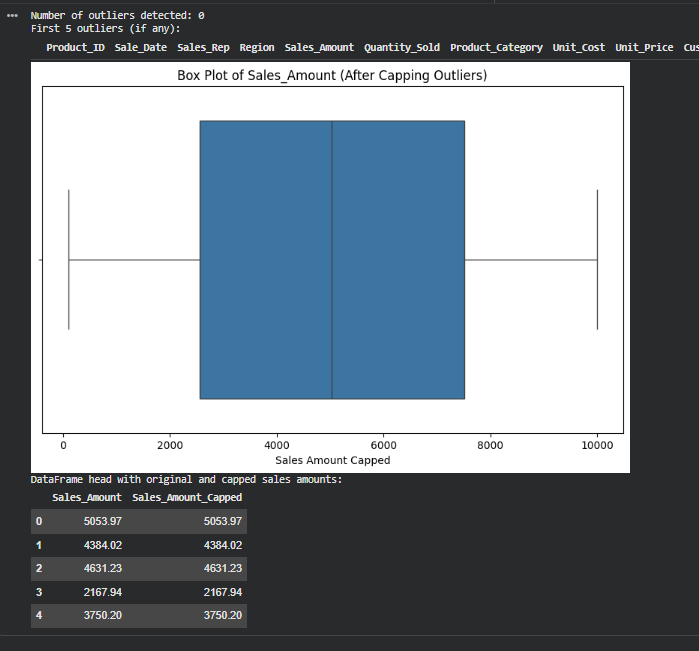 Number of outliers detected: 0
First 5 outliers (if any):
Product_ID Sale_Date Sales_Rep Region Sales_Amount Quantity_Sold Product_Category Unit_Cost Unit_Price Cus
Box Plot of Sales_Amount (After Capping Outliers)
0 2000 4000 6000 8000 10000
Sales Amount Capped
DataFrame head with original and capped sales amounts:
Sales_Amount Sales_Amount_Capped
0 5053.97 5053.97
1 4384.02 4384.02
2 4631.23 4631.23
3 2167.94 2167.94
4 3750.20 3750.20